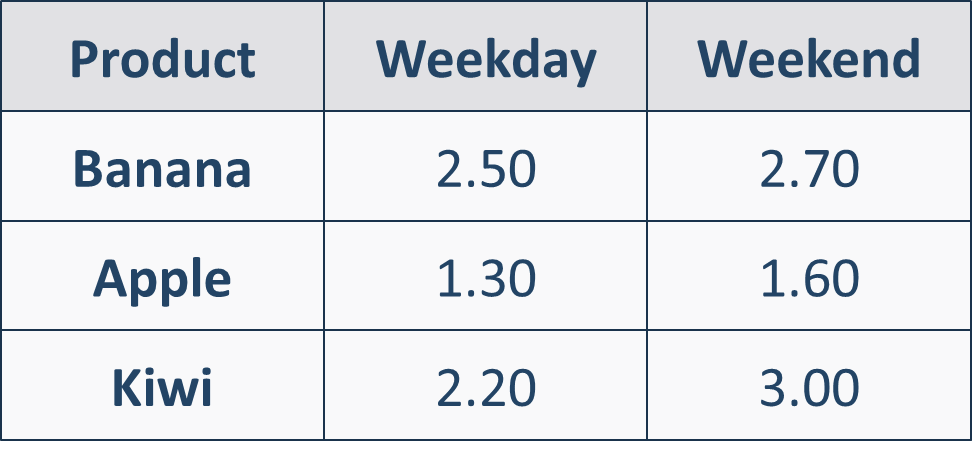 Product Weekday Weekend
Banana 2.50 2.70
Apple 1.30 1.60
Kiwi 2.20 3.00